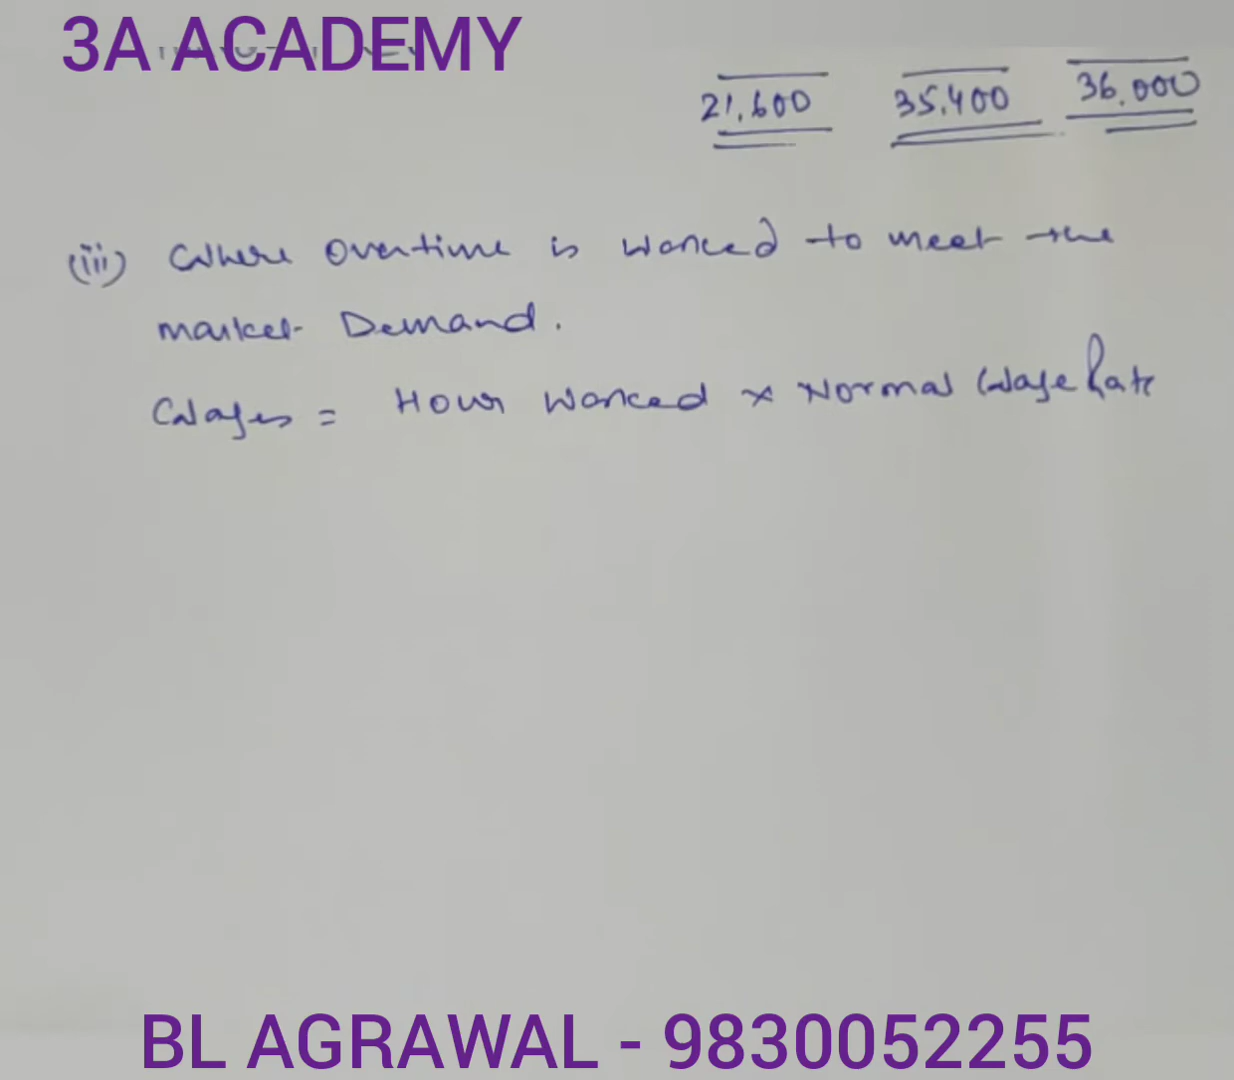 3A ACADEMY
21,600 35,400 36,000
(iii) Where Overtime is worked to meet the
market Demand.
Wages = Hour worked × Normal Wage Rate
BL AGRAWAL - 9830052255